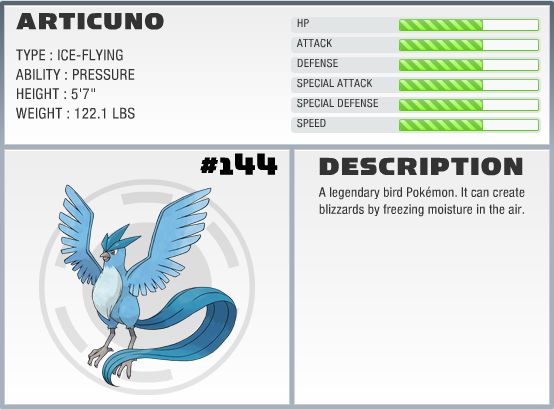 ARTICUNO
TYPE : ICE-FLYING
ABILITY : PRESSURE
HEIGHT : 5'7"
WEIGHT : 122.1 LBS
HP
ATTACK
DEFENSE
SPECIAL ATTACK
SPECIAL DEFENSE
SPEED
#144
DESCRIPTION
A legendary bird Pokémon. It can create
blizzards by freezing moisture in the air.